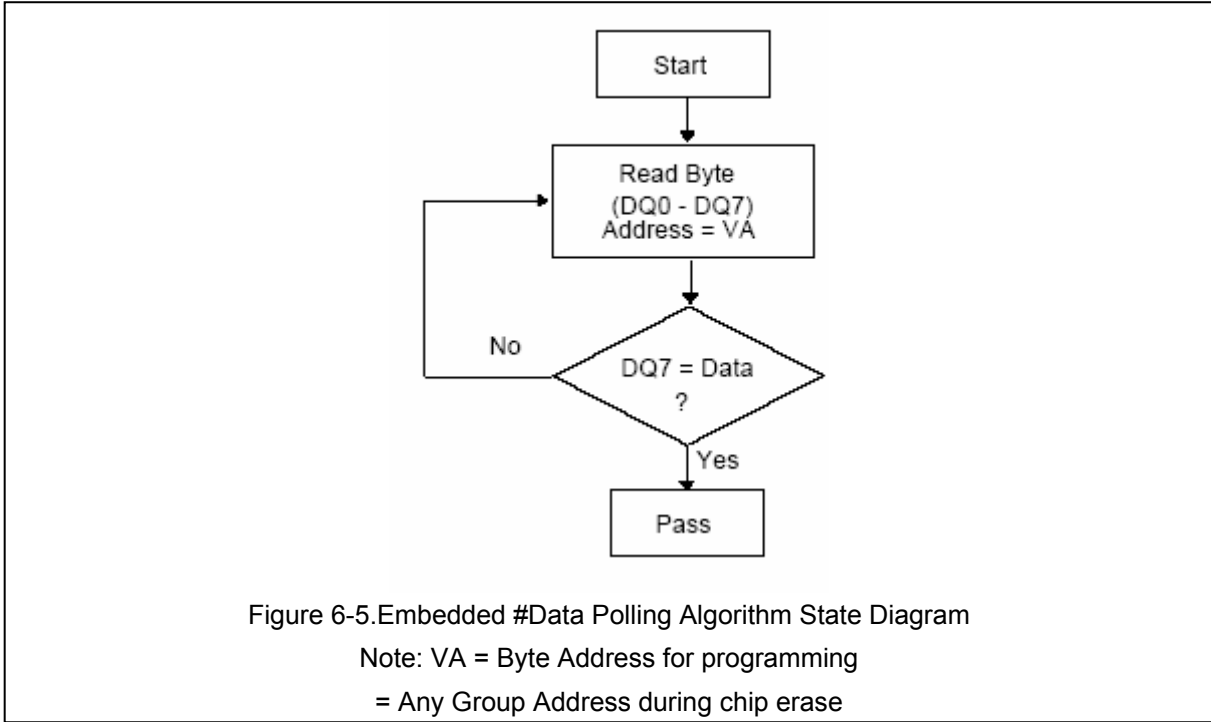 Start
Read Byte
(DQ0 - DQ7)
Address = VA
No
DQ7 = Data
?
Yes
Pass
Figure 6-5.Embedded #Data Polling Algorithm State Diagram
Note: VA = Byte Address for programming
= Any Group Address during chip erase